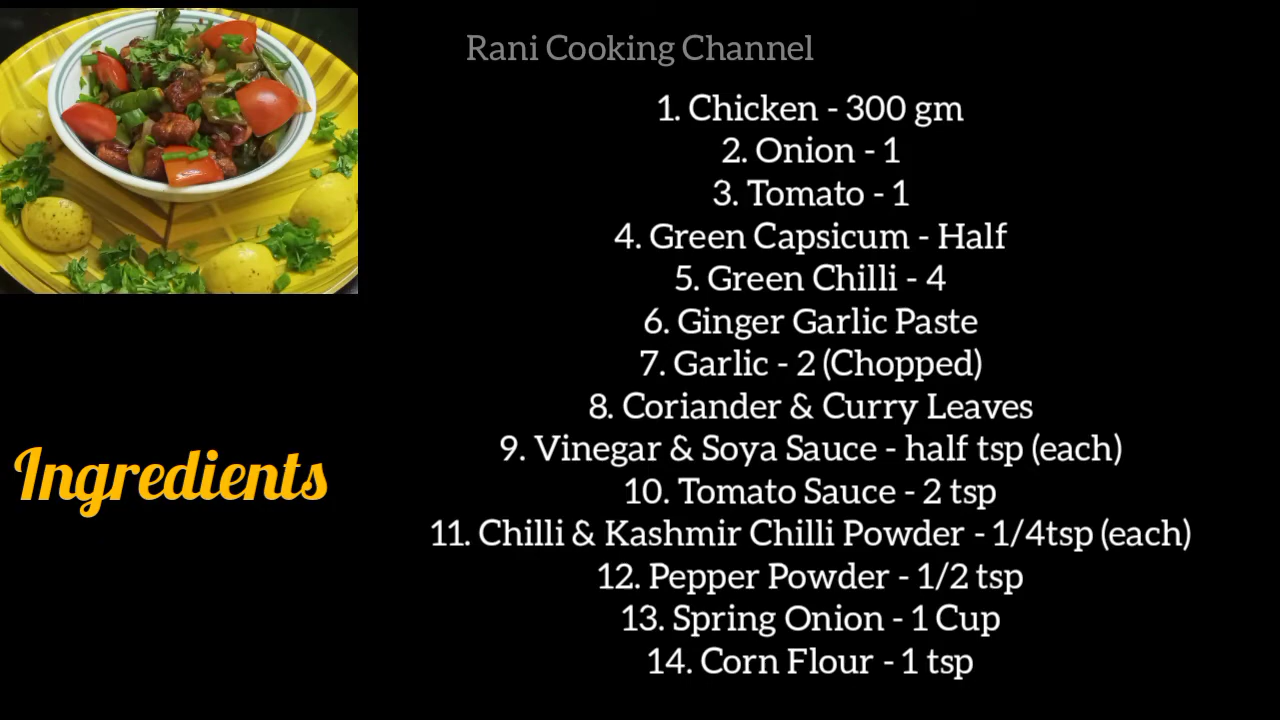 Rani Cooking Channel
1. Chicken - 300 gm
2. Onion - 1
3. Tomato - 1
4. Green Capsicum - Half
5. Green Chilli - 4
6. Ginger Garlic Paste
7. Garlic - 2 (Chopped)
8. Coriander & Curry Leaves
9. Vinegar & Soya Sauce - half tsp (each)
10. Tomato Sauce - 2 tsp
11. Chilli & Kashmir Chilli Powder - 1/4tsp (each)
12. Pepper Powder - 1/2 tsp
13. Spring Onion - 1 Cup
14. Corn Flour - 1 tsp
Ingredients